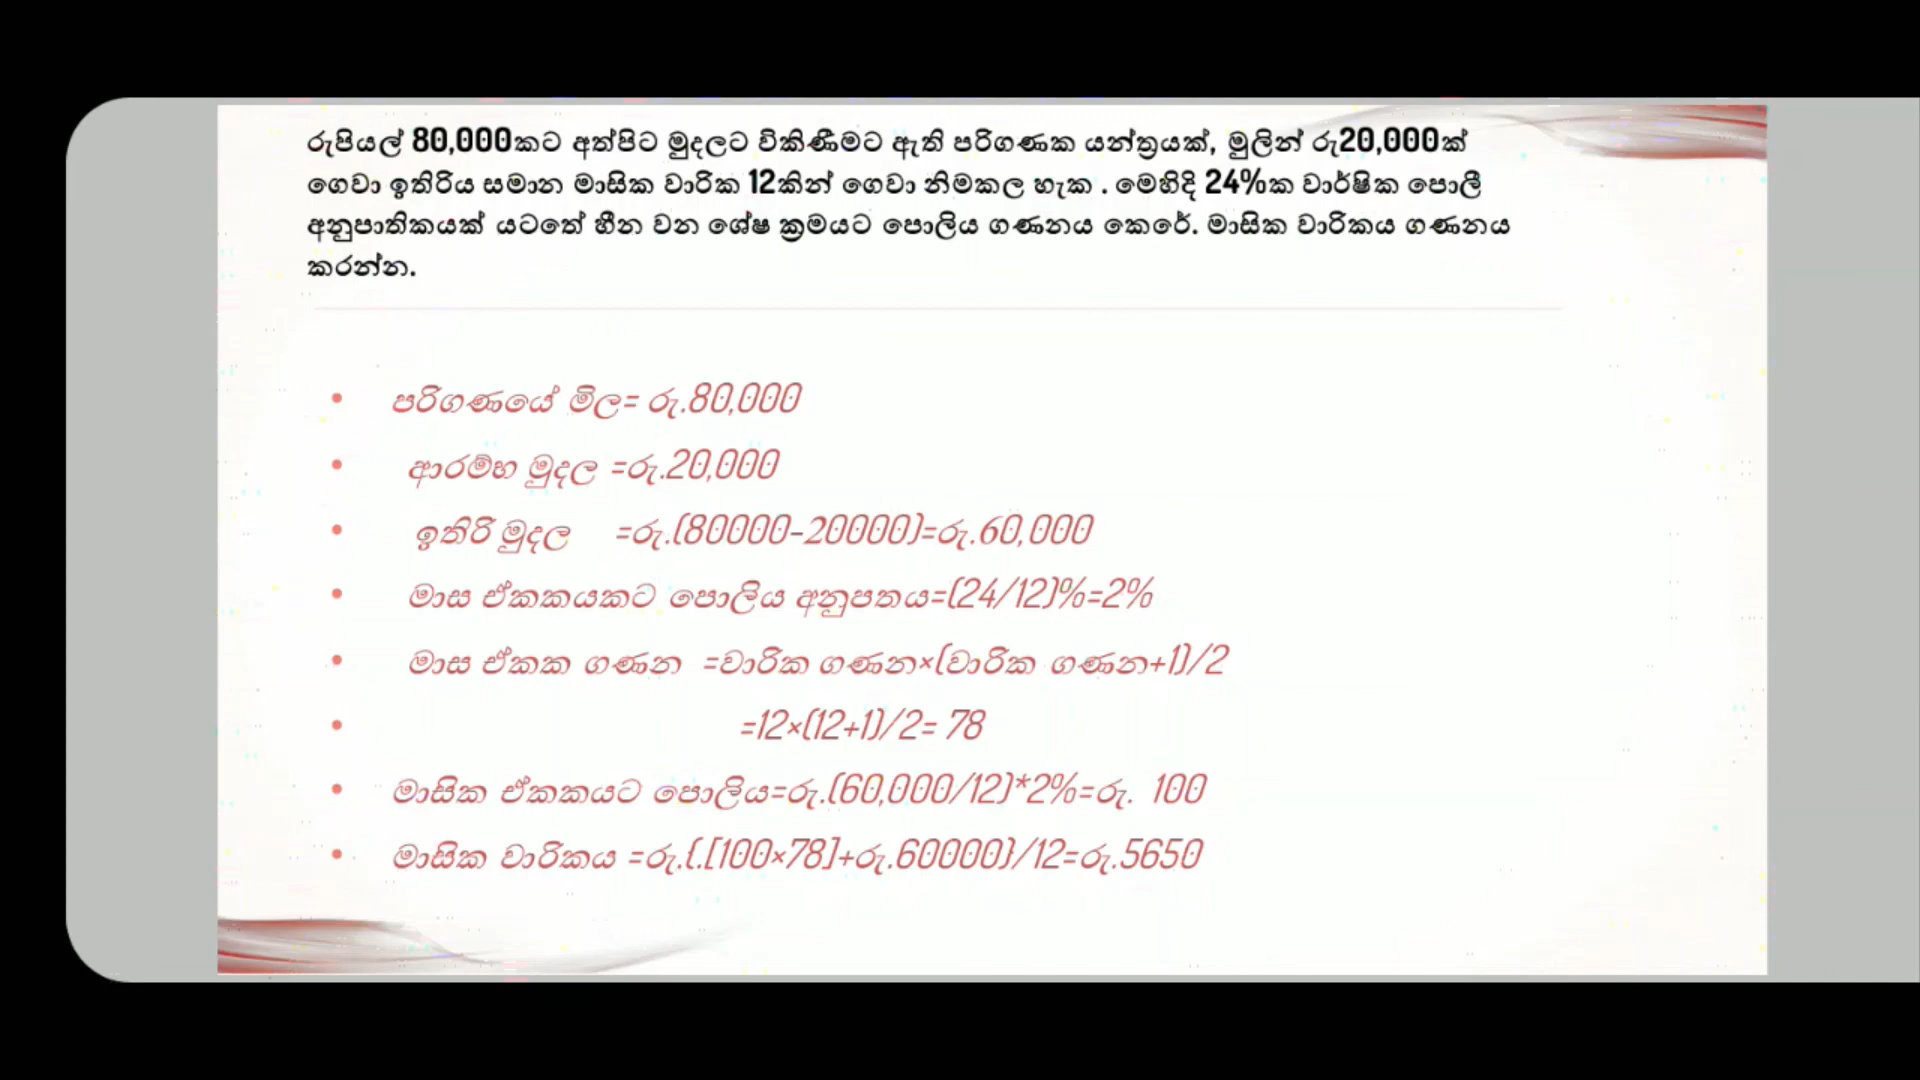 රුපියල් 80,000කට අත්පිට මුදලට විකිණීමට ඇති පරිගණක යන්ත්‍රයක්, මුලින් රු20,000ක්
ගෙවා ඉතිරිය සමාන මාසික වාරික 12කින් ගෙවා නිමකල හැක . මෙහිදි 24%ක වාර්ෂික පොලී
අනුපාතිකයක් යටතේ හීන වන ශේෂ ක්‍රමයට පොලිය ගණනය කෙරේ. මාසික වාරිකය ගණනය
කරන්න.
• පරිගණයේ මිල= රු.80,000
• ආරම්භ මුදල =රු.20,000
• ඉතිරි මුදල =රු.(80000-20000)=රු.60,000
• මාස ඒකකයකට පොලිය අනුපතය=(24/12)%=2%
• මාස ඒකක ගණන =වාරික ගණන×(වාරික ගණන+1)/2
• =12×(12+1)/2= 78
• මාසික ඒකකයට පොලිය=රු.(60,000/12)*2%=රු. 100
• මාසික වාරිකය =රු.{.[100×78]+රු.60000}/12=රු.5650